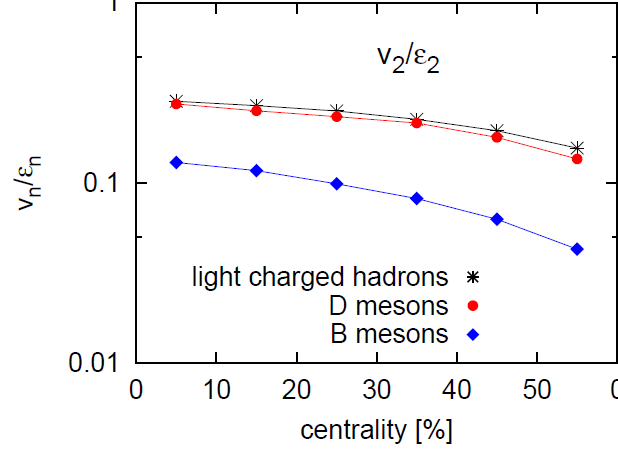 1
v2/ε2
vn/εn
0.1
light charged hadrons
D mesons
B mesons
0.01
0 10 20 30 40 50
centrality [%]